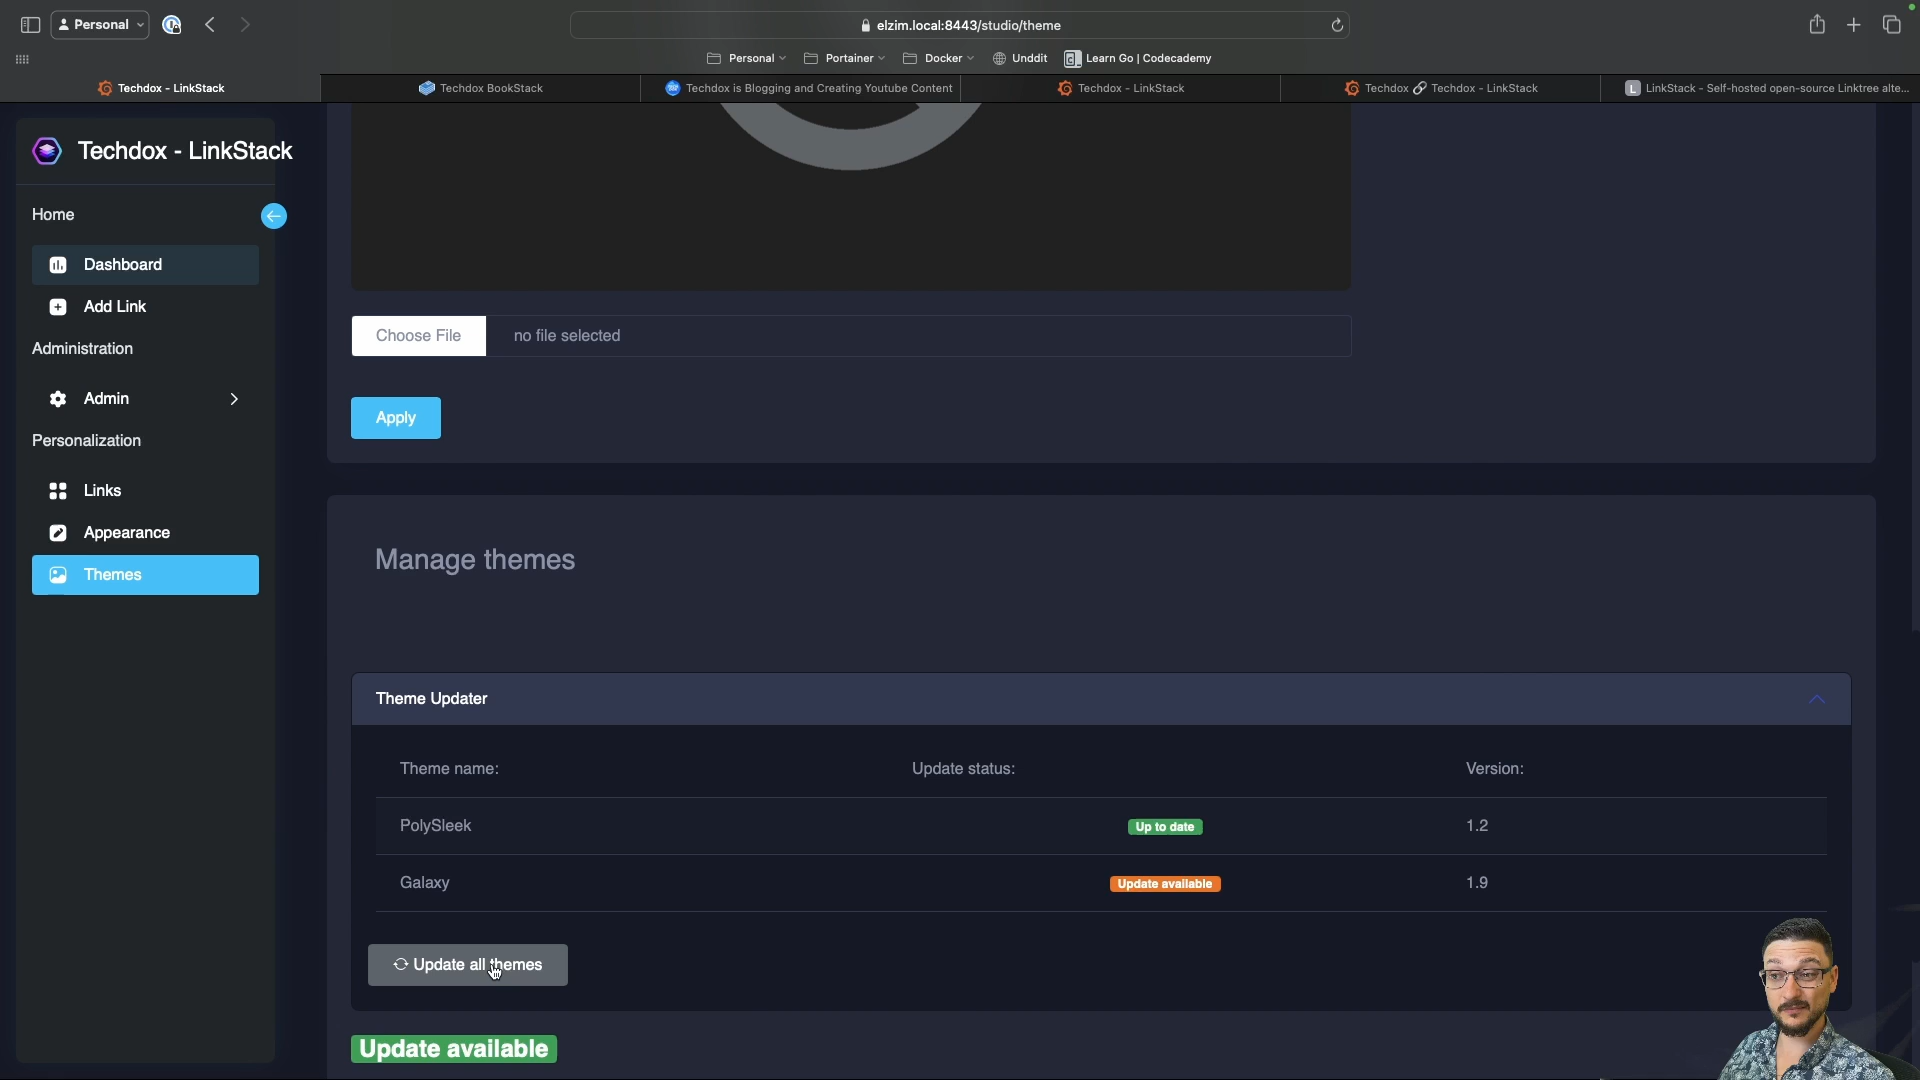 Personal
elzim.local:8443/studio/theme
Personal
Portainer
Docker
Unddit
Learn Go | Codecademy
Techdox - LinkStack
Techdox BookStack
Techdox is Blogging and Creating Youtube Content
Techdox - LinkStack
Techdox 🔗 Techdox - LinkStack
L
LinkStack - Self-hosted open-source Linktree alte...
Techdox - LinkStack
Home
Dashboard
Add Link
Administration
Admin
Personalization
Links
Appearance
Themes
Choose File
no file selected
Apply
Manage themes
Theme Updater
Theme name:
Update status:
Version:
PolySleek
Up to date
1.2
Galaxy
Update available
1.9
Update all themes
Update available